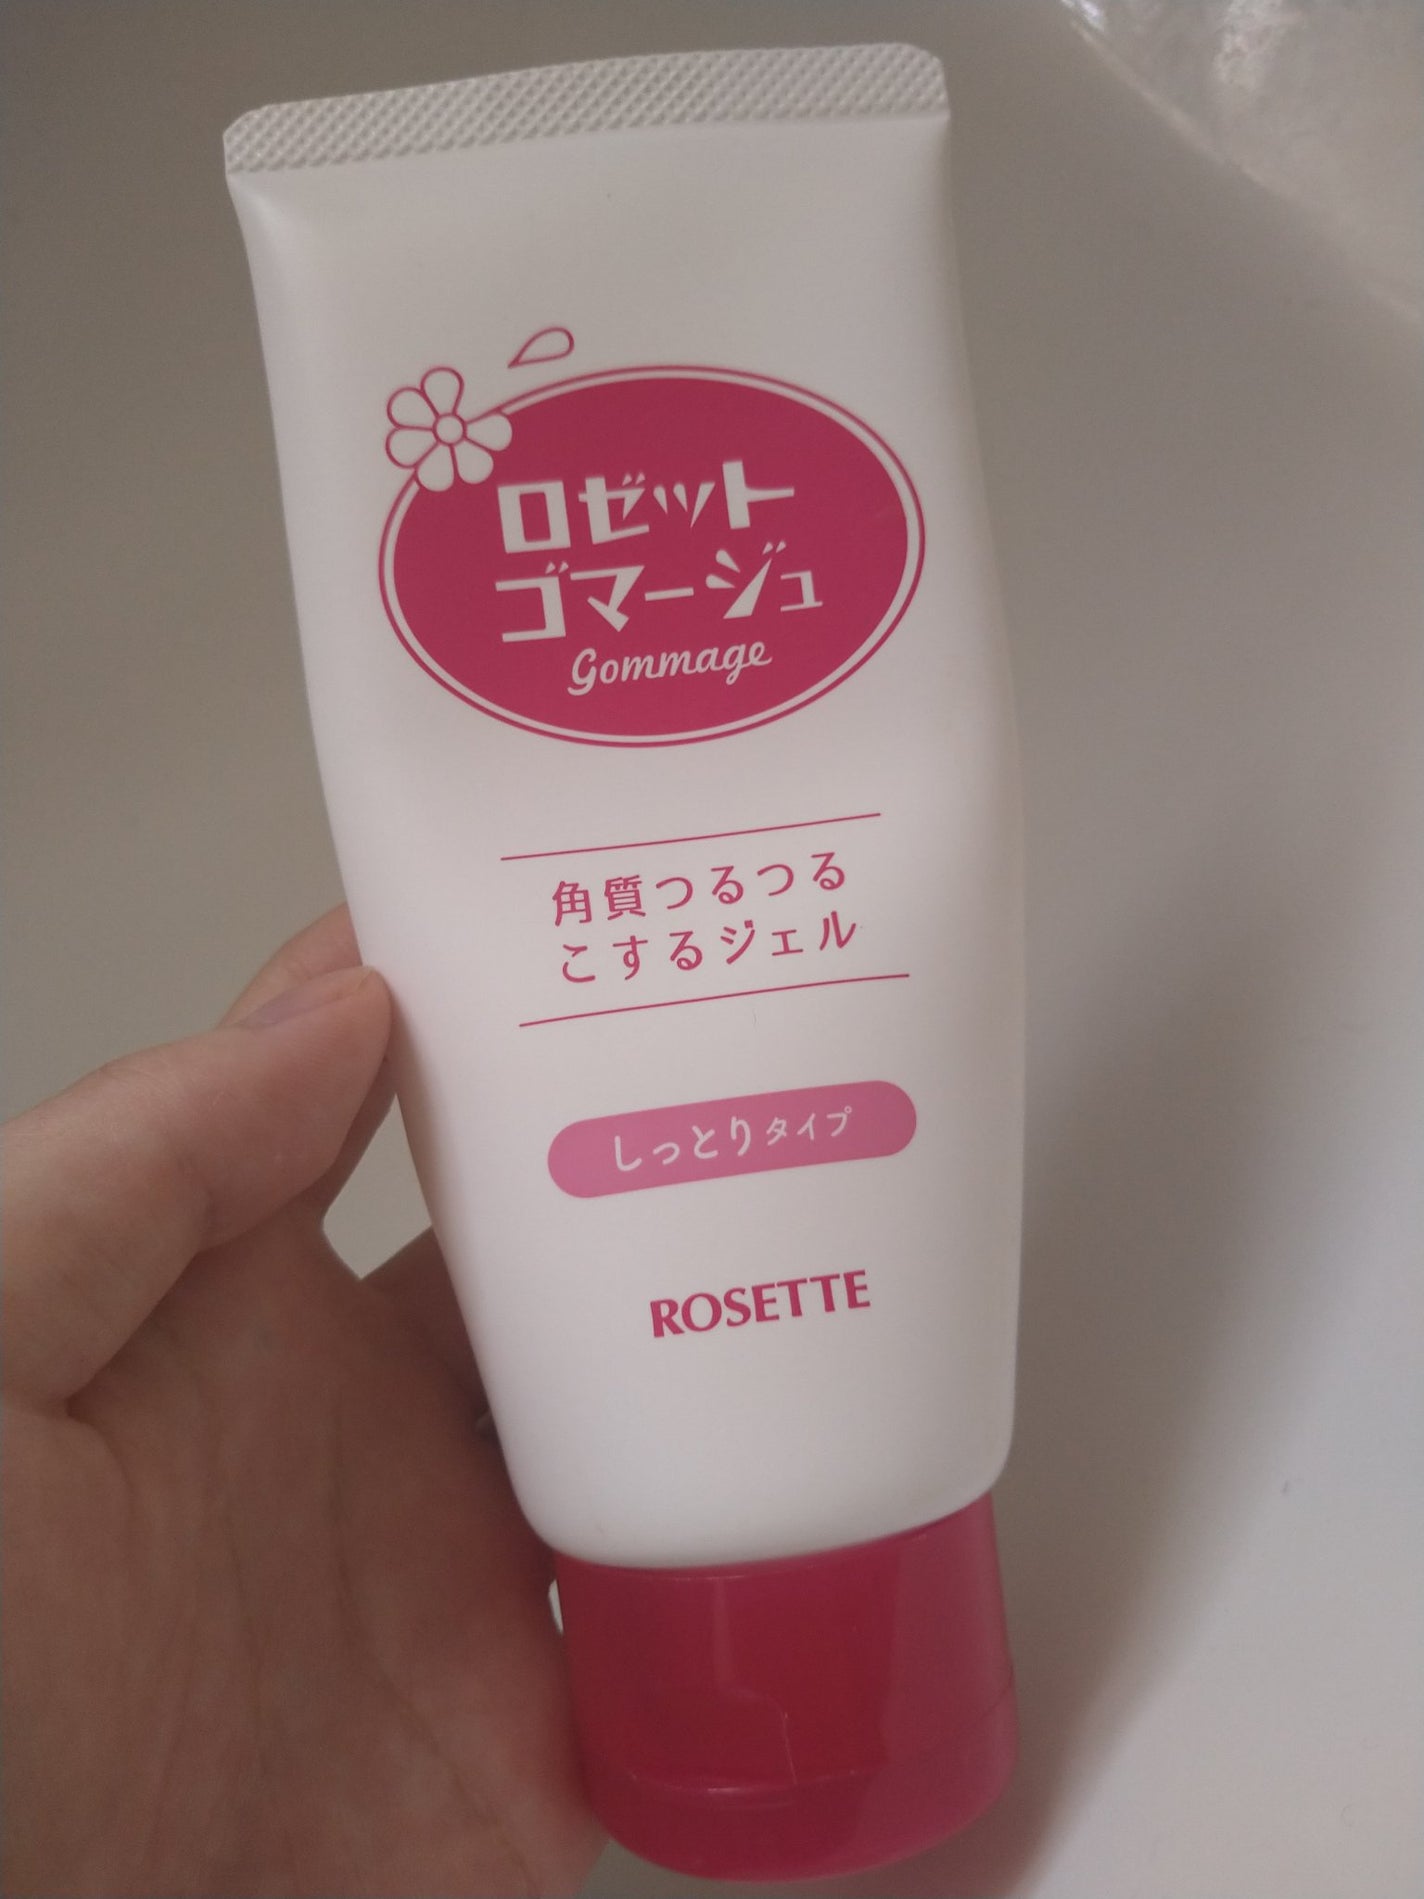 ロゼット
ゴマージュ
Gommage
角質つるつる
こするジェル
しっとりタイプ
ROSETTE